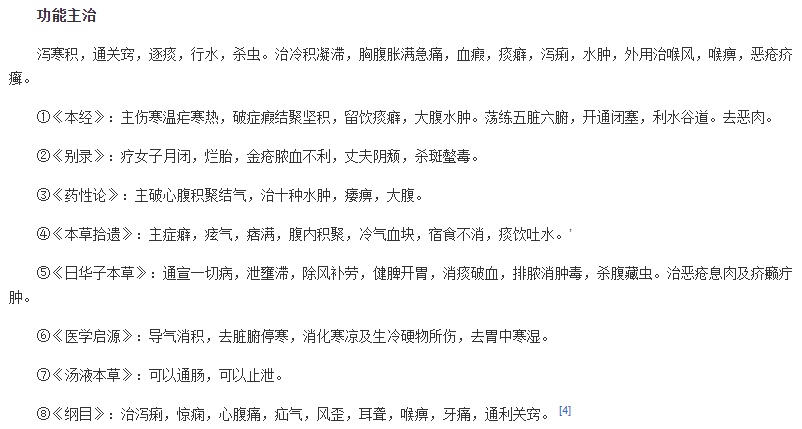 功能主治
泻寒积，通关窍，逐痰，行水，杀虫。治冷积凝滞，胸腹胀满急痛，血瘕，痰癖，泻痢，水肿，外用治喉风，喉痹，恶疮疥
癣。
①《本经》：主伤寒温疟寒热，破症瘕结聚坚积，留饮痰癖，大腹水肿。荡练五脏六腑，开通闭塞，利水谷道。去恶肉。
②《别录》：疗女子月闭，烂胎，金疮脓血不利，丈夫阴㿗，杀斑蝥毒。
③《药性论》：主破心腹积聚结气，治十种水肿，痿痹，大腹。
④《本草拾遗》：主症癖，痃气，痞满，腹内积聚，冷气血块，宿食不消，痰饮吐水。'
⑤《日华子本草》：通宣一切病，泄壅滞，除风补劳，健脾开胃，消痰破血，排脓消肿毒，杀腹藏虫。治恶疮息肉及疥癞疔
肿。
⑥《医学启源》：导气消积，去脏腑停寒，消化寒凉及生冷硬物所伤，去胃中寒湿。
⑦《汤液本草》：可以通肠，可以止泄。
⑧《纲目》：治泻痢，惊痫，心腹痛，疝气，风歪，耳聋，喉痹，牙痛，通利关窍。[4]